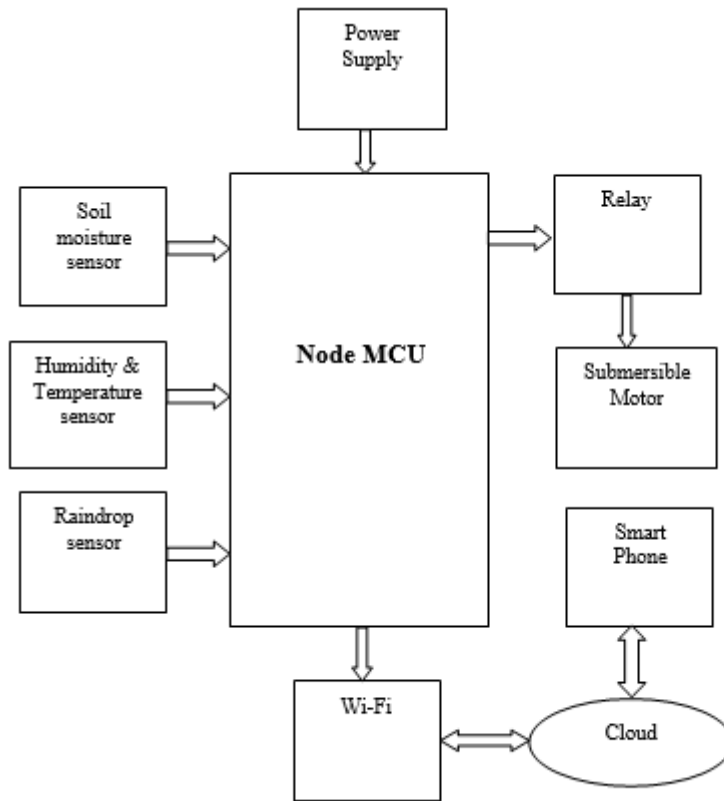 Power
Supply
Soil
moisture
sensor
Relay
Node MCU
Humidity &
Temperature
sensor
Submersible
Motor
Raindrop
sensor
Smart
Phone
Wi-Fi
Cloud